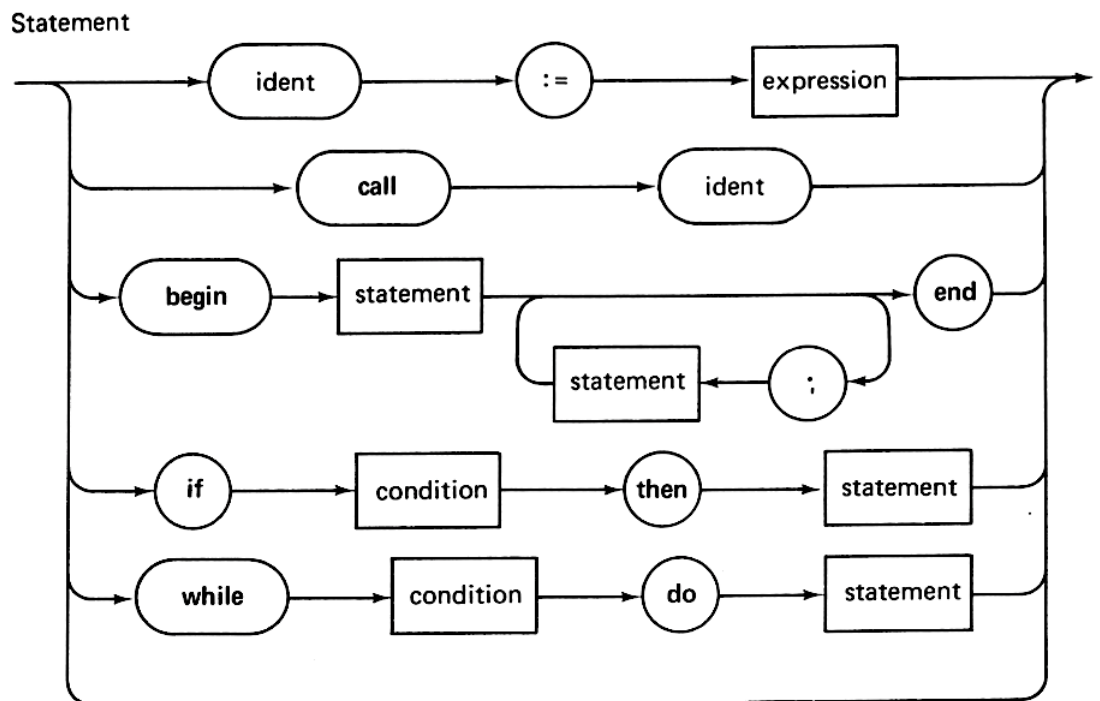 Statement
ident := expression
call ident
begin statement end
statement ;
if condition then statement
while condition do statement